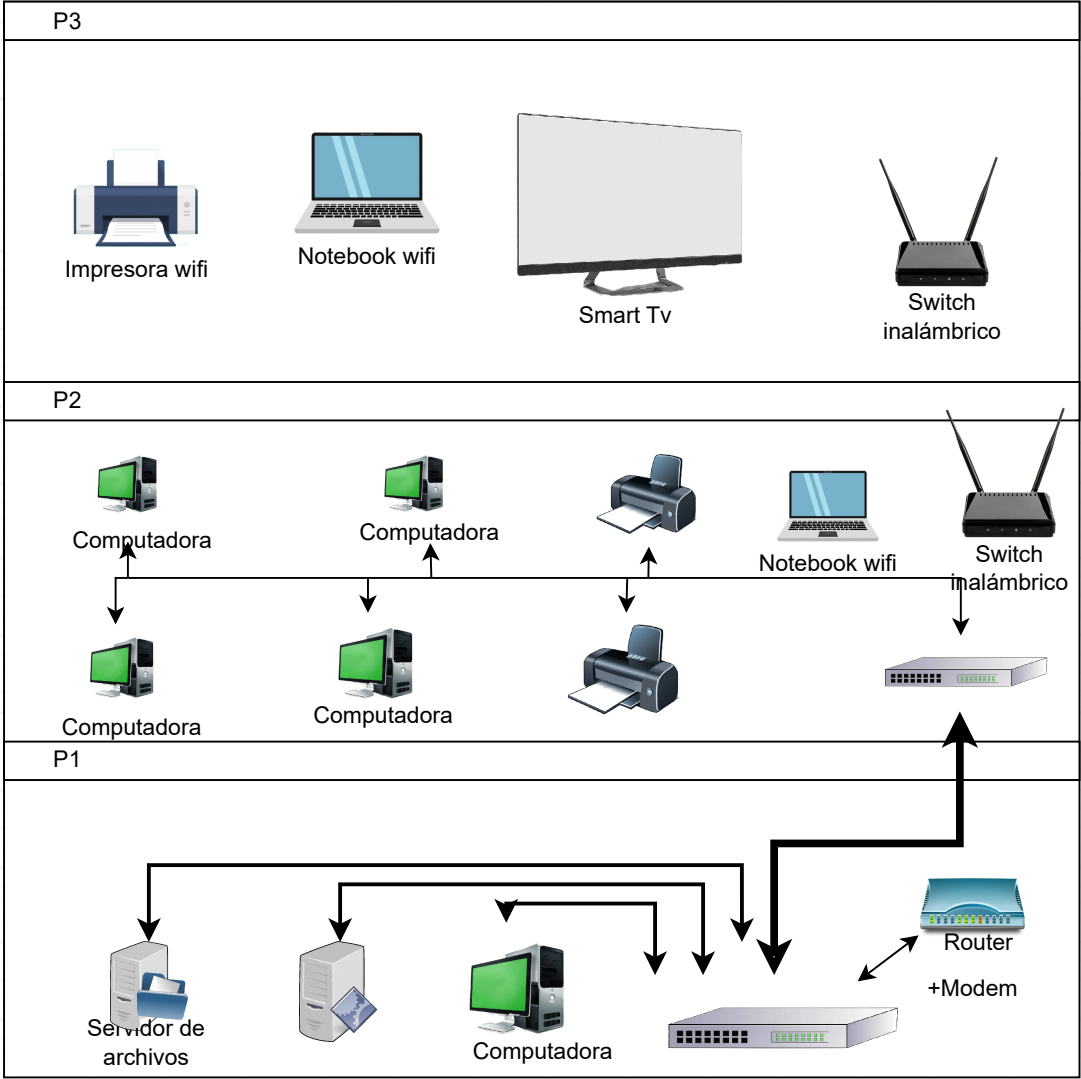 P3
Impresora wifi
Notebook wifi
Smart Tv
Switch
inalámbrico
P2
Computadora
Computadora
Notebook wifi
Switch
inalámbrico
Computadora
Computadora
P1
Router
+Modem
Servidor de
archivos
Computadora